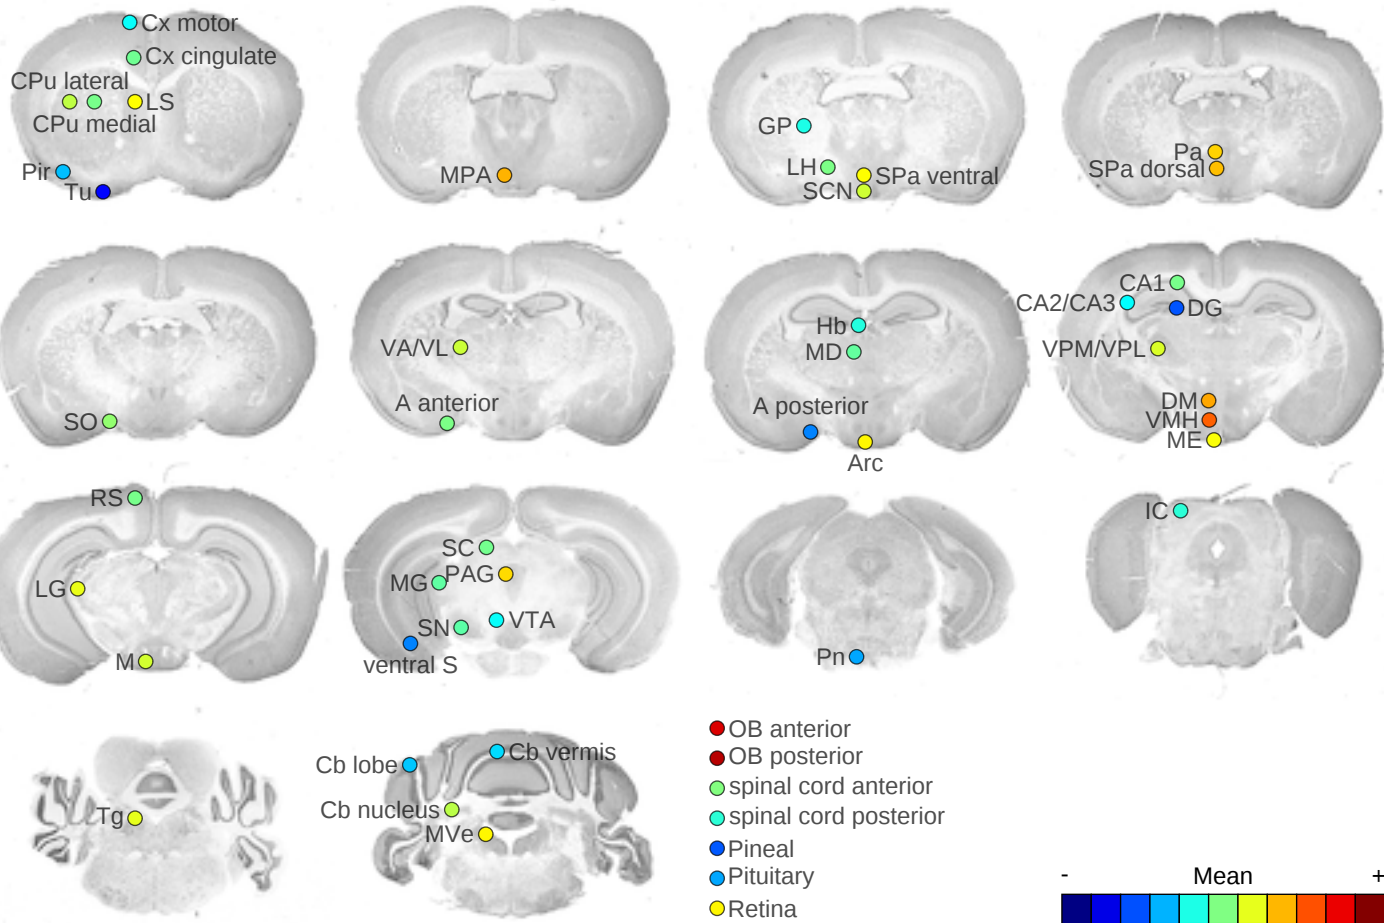 Cx motor
Cx cingulate
CPu lateral
LS
CPu medial
Pir
Tu
MPA
GP
LH
SPa ventral
SCN
Pa
SPa dorsal
SO
VA/VL
A anterior
Hb
MD
A posterior
Arc
CA1
CA2/CA3
DG
VPM/VPL
DM
VMH
ME
RS
LG
M
SC
MG
PAG
SN
VTA
ventral S
Pn
IC
Tg
Cb lobe
Cb vermis
Cb nucleus
MVe
OB anterior
OB posterior
spinal cord anterior
spinal cord posterior
Pineal
Pituitary
Retina
- Mean +